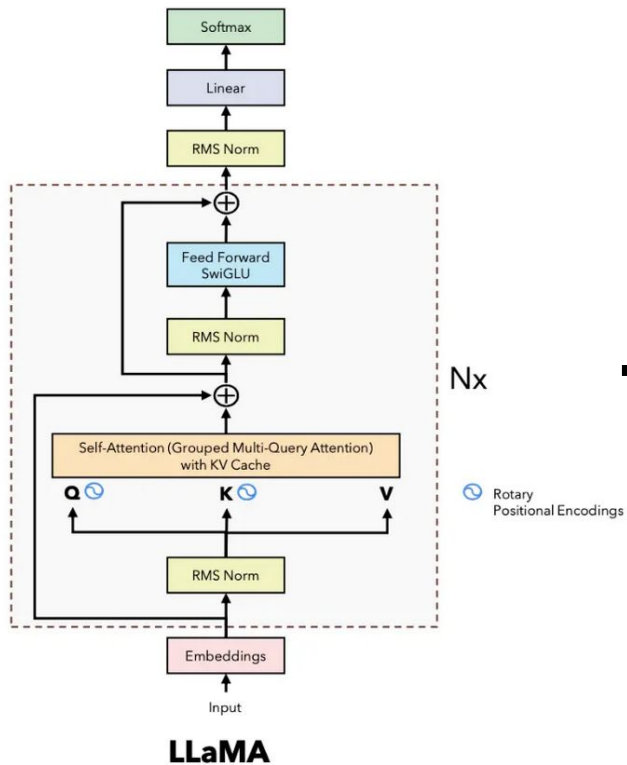 Softmax
Linear
RMS Norm
Feed Forward
SwiGLU
RMS Norm
Nx
Self-Attention (Grouped Multi-Query Attention)
with KV Cache
Q K V
Rotary
Positional Encodings
RMS Norm
Embeddings
Input
LLaMA